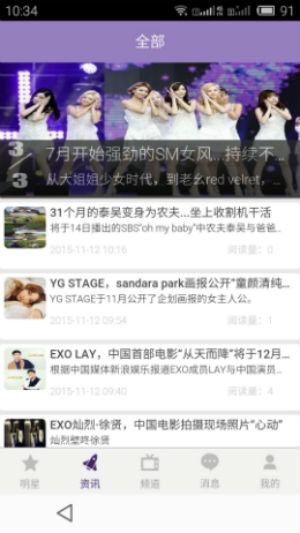 10:34
91
全部
3/3
7月开始强劲的SM女风...持续不...
从大姐姐少女时代，到老幺red velret，...
31个月的泰吴变身为农夫...坐上收割机干活
将于14日播出的SBS“oh my baby”中农夫泰吴与爸爸..
2015-11-12 10:16 阅读量：0
YG STAGE，sandara park画报公开“童颜清纯...
YG STAGE于11月公开了企划画报的女主人公。
2015-11-12 09:54 阅读量：0
EXO LAY，中国首部电影“从天而降”将于12月...
根据中国媒体新浪娱乐报道EXO成员LAY与中国演员...
2015-11-12 09:40 阅读量：0
EXO灿烈-徐贤，中国电影拍摄现场照片“心动”
灿烈壁咚徐贤
明星 资讯 频道 消息 我的